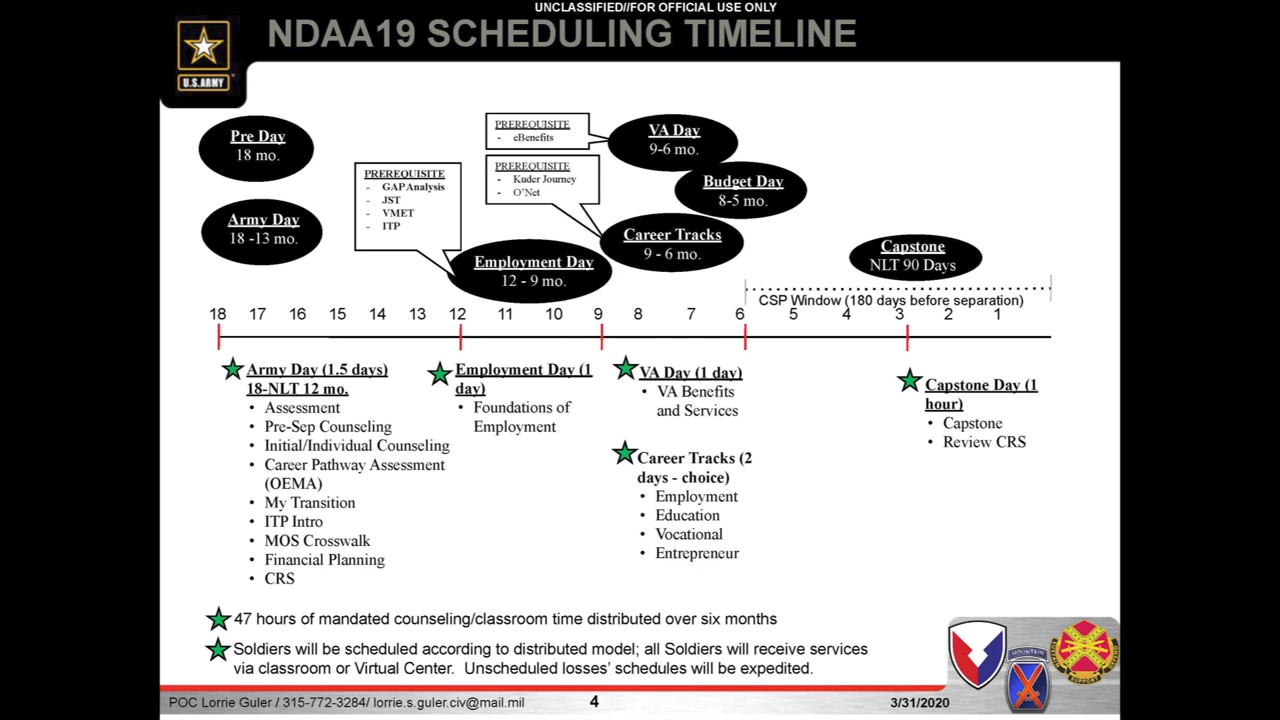 UNCLASSIFIED//FOR OFFICIAL USE ONLY
NDAA19 SCHEDULING TIMELINE
U.S.ARMY
Pre Day
18 mo.
Army Day
18 -13 mo.
PREREQUISITE
- GAP Analysis
- JST
- VMET
- ITP
PREREQUISITE
- eBenefits
PREREQUISITE
- Kuder Journey
- O'Net
VA Day
9-6 mo.
Budget Day
8-5 mo.
Career Tracks
9 - 6 mo.
Employment Day
12 - 9 mo.
Capstone
NLT 90 Days
CSP Window (180 days before separation)
18 17 16 15 14 13 12 11 10 9 8 7 6 5 4 3 2 1
Army Day (1.5 days)
18-NLT 12 mo.
• Assessment
• Pre-Sep Counseling
• Initial/Individual Counseling
• Career Pathway Assessment
(OEMA)
• My Transition
• ITP Intro
• MOS Crosswalk
• Financial Planning
• CRS
Employment Day (1
day)
• Foundations of
Employment
VA Day (1 day)
• VA Benefits
and Services
Career Tracks (2
days - choice)
• Employment
• Education
• Vocational
• Entrepreneur
Capstone Day (1
hour)
• Capstone
• Review CRS
47 hours of mandated counseling/classroom time distributed over six months
Soldiers will be scheduled according to distributed model; all Soldiers will receive services
via classroom or Virtual Center. Unscheduled losses' schedules will be expedited.
MOUNTAIN
SUPPORT
POC Lorrie Guler / 315-772-3284/ lorrie.s.guler.civ@mail.mil
4
3/31/2020